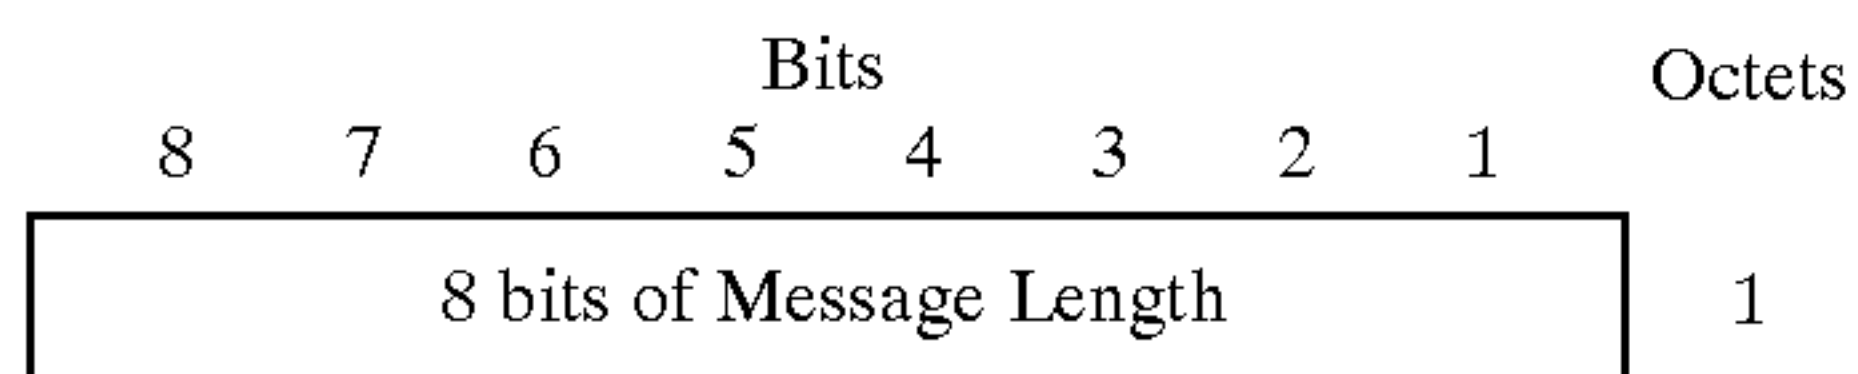 Bits Octets
8 7 6 5 4 3 2 1
8 bits of Message Length 1